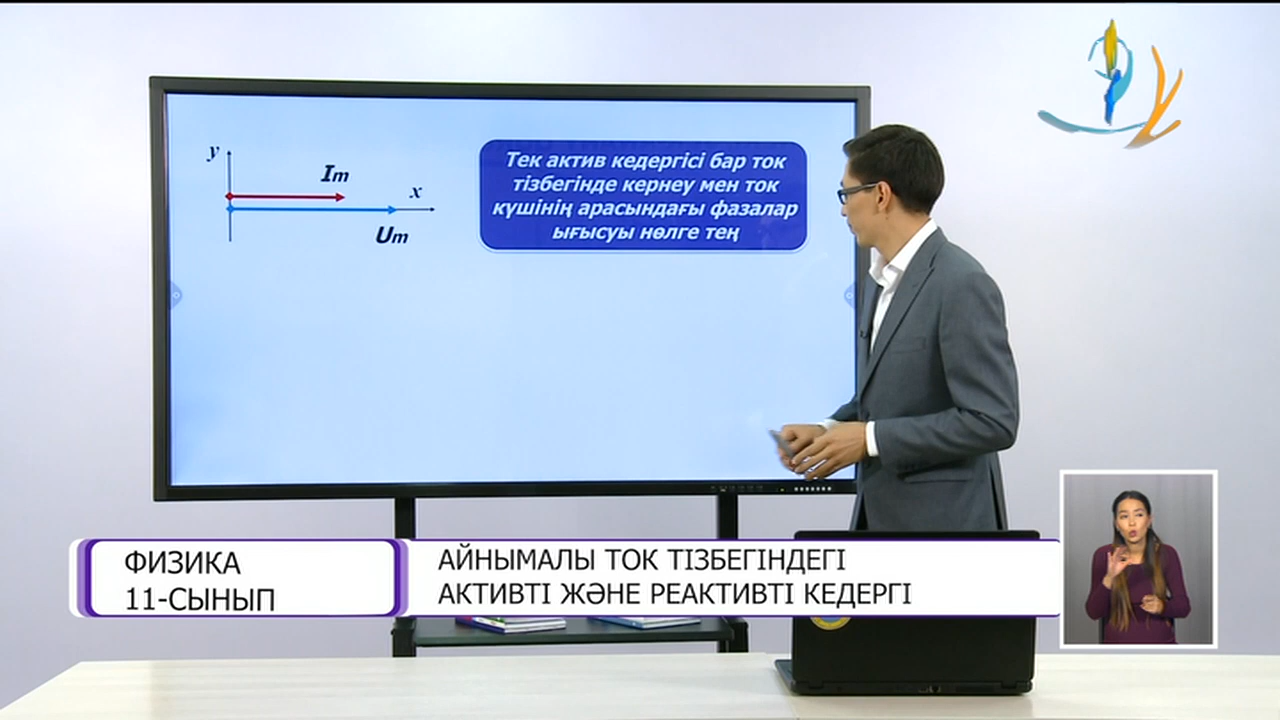 y
Im
x
Um
Тек актив кедергісі бар ток
тізбегінде кернеу мен ток
күшінің арасындағы фазалар
ығысуы нөлге тең
ФИЗИКА
11-СЫНЫП
АЙНЫМАЛЫ ТОК ТІЗБЕГІНДЕГІ
АКТИВТІ ЖӘНЕ РЕАКТИВТІ КЕДЕРГІ